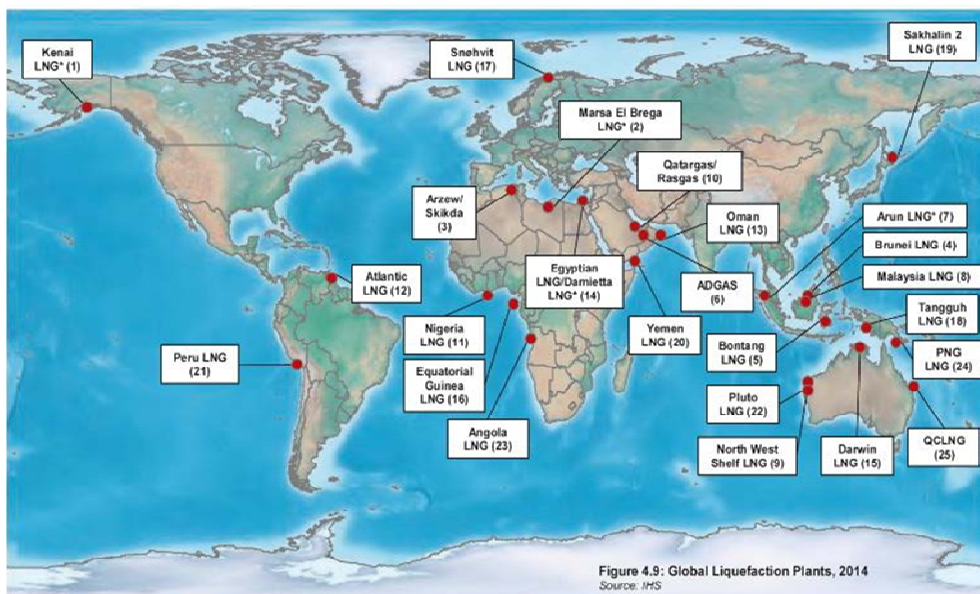 Kenai
LNG* (1)
Snøhvit
LNG (17)
Sakhalin 2
LNG (19)
Marsa El Brega
LNG* (2)
Qatargas/
Rasgas (10)
Arzew/
Skikda
(3)
Oman
LNG (13)
Arun LNG* (7)
Brunei LNG (4)
Malaysia LNG (8)
Atlantic
LNG (12)
Egyptian
LNG/Damietta
LNG* (14)
ADGAS
(6)
Tangguh
LNG (18)
Nigeria
LNG (11)
Yemen
LNG (20)
Bontang
LNG (5)
PNG
LNG (24)
Peru LNG
(21)
Equatorial
Guinea
LNG (16)
Pluto
LNG (22)
Angola
LNG (23)
North West
Shelf LNG (9)
Darwin
LNG (15)
QCLNG
(25)
Figure 4.9: Global Liquefaction Plants, 2014
Source: IHS